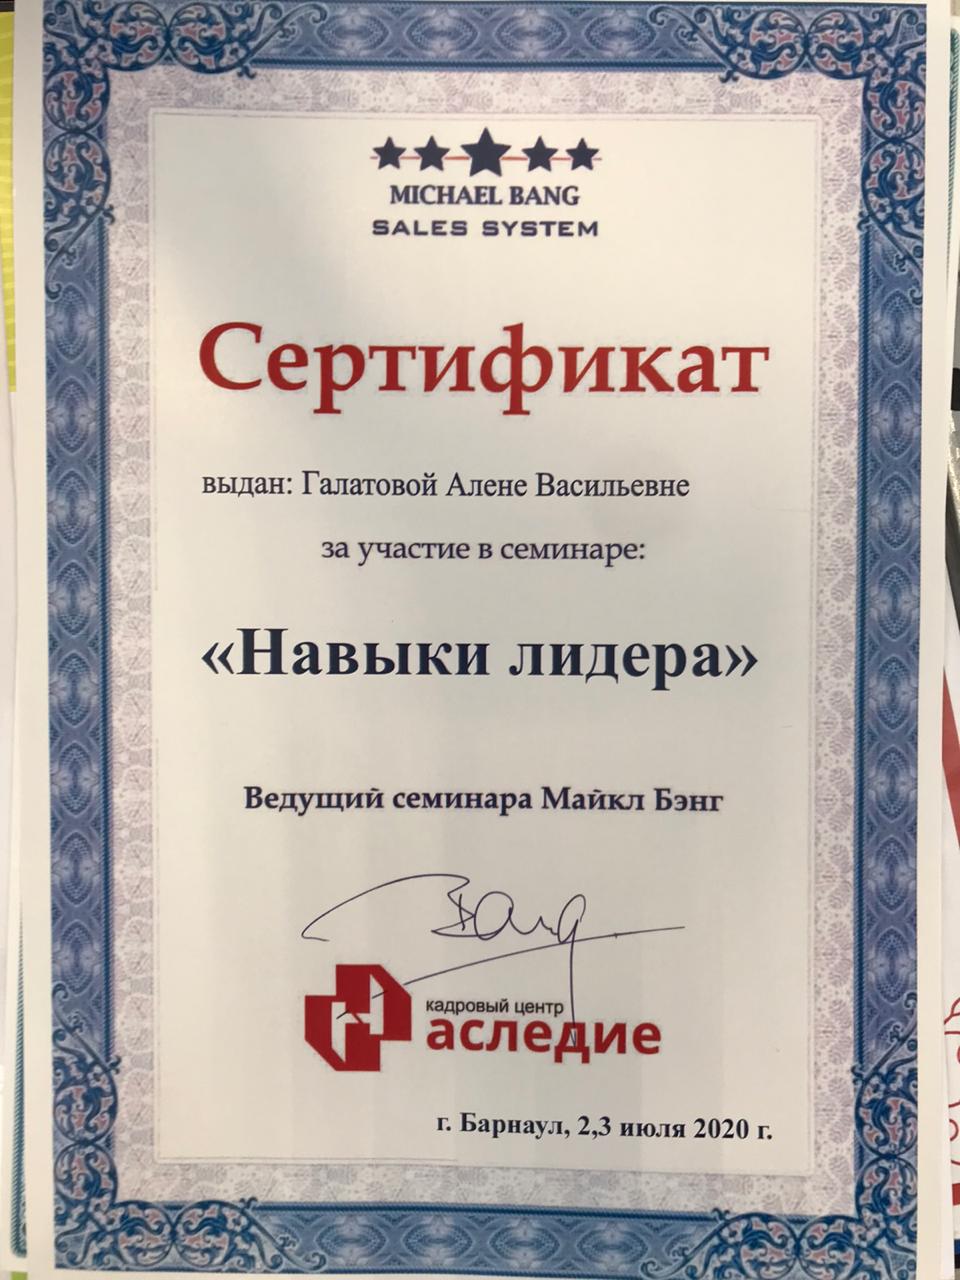 MICHAEL BANG
SALES SYSTEM
Сертификат
выдан: Галатовой Алене Васильевне
за участие в семинаре:
«Навыки лидера»
Ведущий семинара Майкл Бэнг
Bang
кадровый центр
аследие
г. Барнаул, 2,3 июля 2020 г.